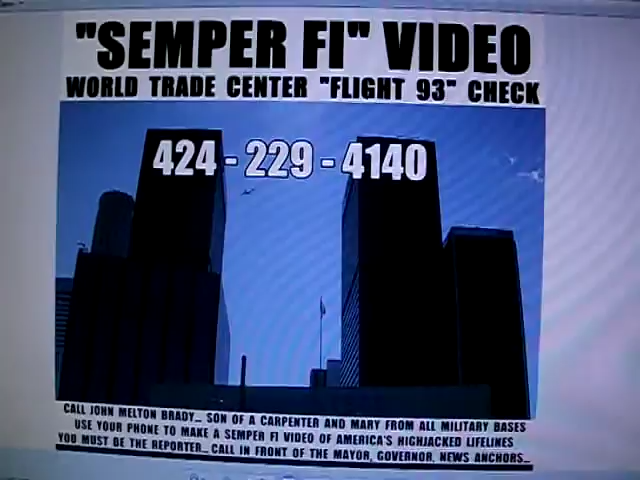 "SEMPER FI" VIDEO
WORLD TRADE CENTER "FLIGHT 93" CHECK
424-229-4140
CALL JOHN MELTON BRADY... SON OF A CARPENTER AND MARY FROM ALL MILITARY BASES
USE YOUR PHONE TO MAKE A SEMPER FI VIDEO OF AMERICA'S HIGHJACKED LIFELINES
YOU MUST BE THE REPORTER... CALL IN FRONT OF THE MAYOR, GOVERNOR, NEWS ANCHORS...